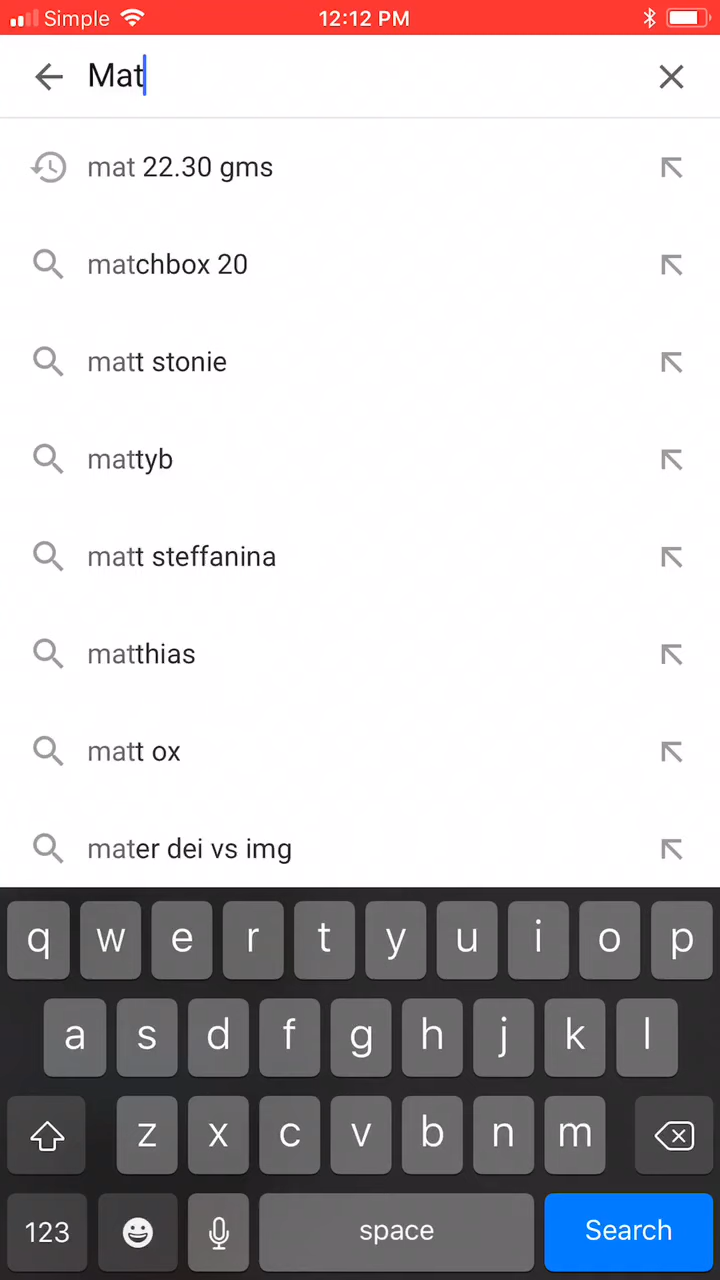 Simple 12:12 PM
Mat
mat 22.30 gms
matchbox 20
matt stonie
mattyb
matt steffanina
matthias
matt ox
mater dei vs img
q w e r t y u i o p
a s d f g h j k l
z x c v b n m
123 space Search